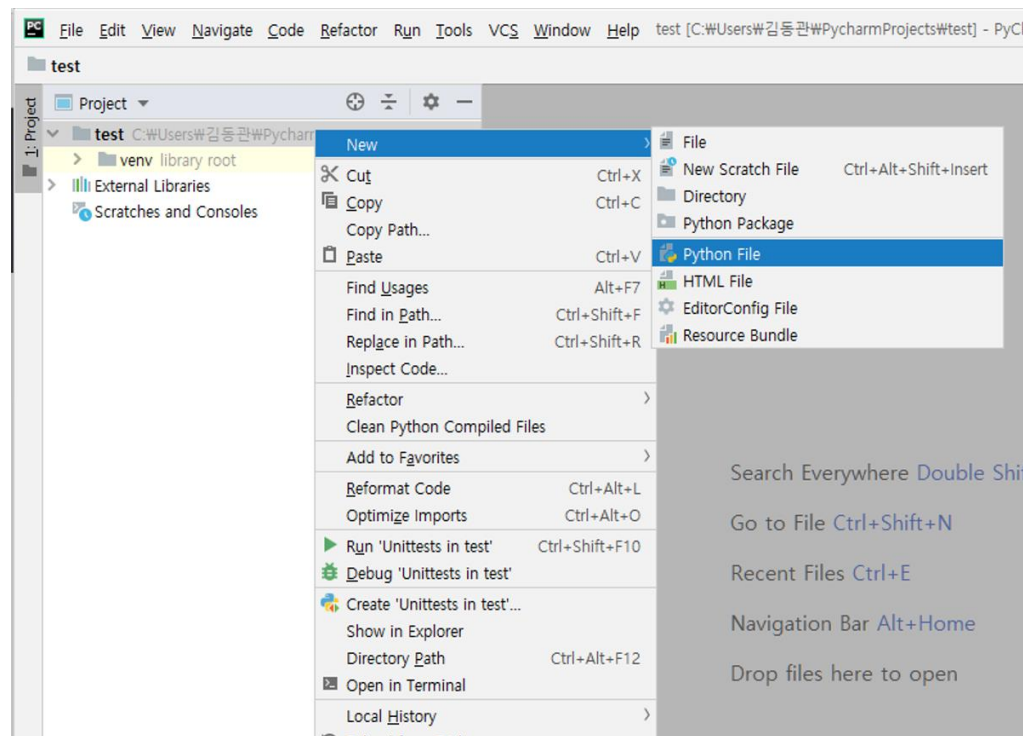 PC File Edit View Navigate Code Refactor Run Tools VCS Window Help test [C:₩Users₩김동관₩PycharmProjects₩test] - PyC
test
1: Project
Project
test C:₩Users₩김동관₩Pycharm
venv library root
External Libraries
Scratches and Consoles
New
Cut Ctrl+X
Copy Ctrl+C
Copy Path...
Paste Ctrl+V
Find Usages Alt+F7
Find in Path... Ctrl+Shift+F
Replace in Path... Ctrl+Shift+R
Inspect Code...
Refactor
Clean Python Compiled Files
Add to Favorites
Reformat Code Ctrl+Alt+L
Optimize Imports Ctrl+Alt+O
Run 'Unittests in test' Ctrl+Shift+F10
Debug 'Unittests in test'
Create 'Unittests in test'...
Show in Explorer
Directory Path Ctrl+Alt+F12
Open in Terminal
Local History
File
New Scratch File Ctrl+Alt+Shift+Insert
Directory
Python Package
Python File
HTML File
EditorConfig File
Resource Bundle
Search Everywhere Double Shi
Go to File Ctrl+Shift+N
Recent Files Ctrl+E
Navigation Bar Alt+Home
Drop files here to open